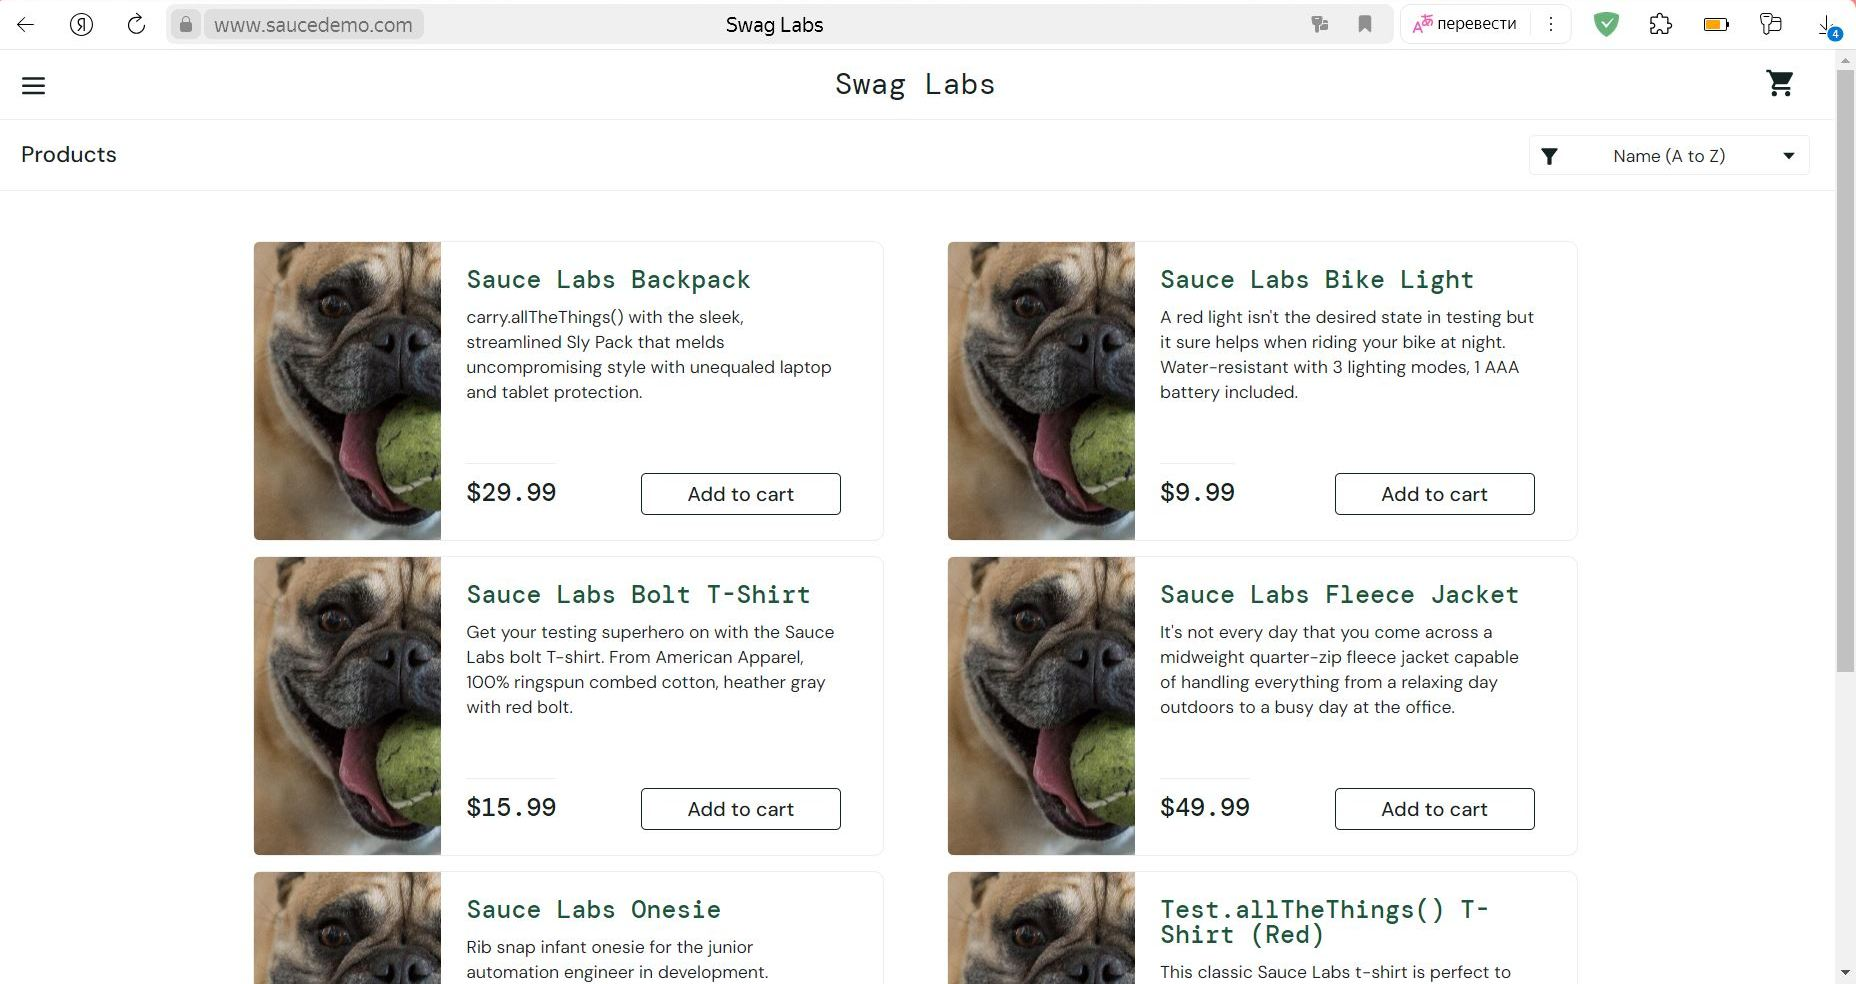 Я
www.saucedemo.com
Swag Labs
перевести
4
Swag Labs
Products
Name (A to Z)
Sauce Labs Backpack
carry.allTheThings() with the sleek,
streamlined Sly Pack that melds
uncompromising style with unequaled laptop
and tablet protection.
$29.99
Add to cart
Sauce Labs Bike Light
A red light isn't the desired state in testing but
it sure helps when riding your bike at night.
Water-resistant with 3 lighting modes, 1 AAA
battery included.
$9.99
Add to cart
Sauce Labs Bolt T-Shirt
Get your testing superhero on with the Sauce
Labs bolt T-shirt. From American Apparel,
100% ringspun combed cotton, heather gray
with red bolt.
$15.99
Add to cart
Sauce Labs Fleece Jacket
It's not every day that you come across a
midweight quarter-zip fleece jacket capable
of handling everything from a relaxing day
outdoors to a busy day at the office.
$49.99
Add to cart
Sauce Labs Onesie
Rib snap infant onesie for the junior
automation engineer in development.
Test.allTheThings() T-
Shirt (Red)
This classic Sauce Labs t-shirt is perfect to